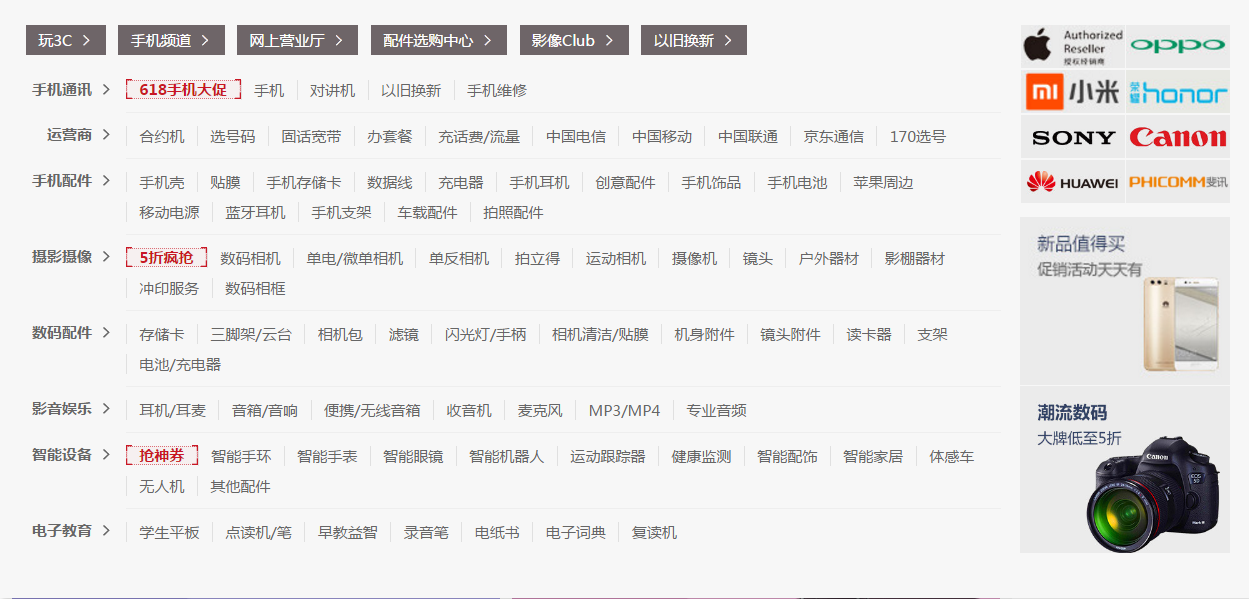 玩3C 手机频道 网上营业厅 配件选购中心 影像Club 以旧换新
手机通讯 618手机大促 手机 对讲机 以旧换新 手机维修
运营商 合约机 选号码 固话宽带 办套餐 充话费/流量 中国电信 中国移动 中国联通 京东通信 170选号
手机配件 手机壳 贴膜 手机存储卡 数据线 充电器 手机耳机 创意配件 手机饰品 手机电池 苹果周边
移动电源 蓝牙耳机 手机支架 车载配件 拍照配件
摄影摄像 5折疯抢 数码相机 单电/微单相机 单反相机 拍立得 运动相机 摄像机 镜头 户外器材 影棚器材
冲印服务 数码相框
数码配件 存储卡 三脚架/云台 相机包 滤镜 闪光灯/手柄 相机清洁/贴膜 机身附件 镜头附件 读卡器 支架
电池/充电器
影音娱乐 耳机/耳麦 音箱/音响 便携/无线音箱 收音机 麦克风 MP3/MP4 专业音频
智能设备 抢神券 智能手环 智能手表 智能眼镜 智能机器人 运动跟踪器 健康监测 智能配饰 智能家居 体感车
无人机 其他配件
电子教育 学生平板 点读机/笔 早教益智 录音笔 电纸书 电子词典 复读机
Authorized
Reseller
授权经销商
oppo
小米
荣耀honor
SONY
Canon
HUAWEI
PHICOMM斐讯
新品值得买
促销活动天天有
潮流数码
大牌低至5折
Canon
EOS
5D
Mark III